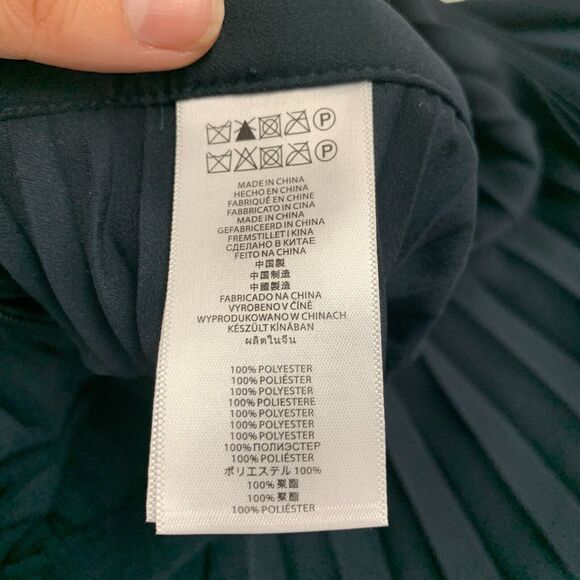 P
P
MADE IN CHINA
HECHO EN CHINA
FABRIQUÉ EN CHINE
FABBRICATO IN CINA
MADE IN CHINA
GEFABRICEERD IN CHINA
FREMSTILLET I KINA
СДЕЛАНО В КИТАЕ
FEITO NA CHINA
中国製
中国制造
中國製造
FABRICADO NA CHINA
VYROBENO V ČÍNĚ
WYPRODUKOWANO W CHINACH
KÉSZÜLT KÍNÁBAN
ผลิตในจีน
100% POLYESTER
100% POLIÉSTER
100% POLYESTER
100% POLIESTERE
100% POLYESTER
100% POLYESTER
100% POLYESTER
100% ПОЛИЭСТЕР
100% POLIÉSTER
ポリエステル 100%
100% 聚酯
100% 聚酯
100% POLIÉSTER